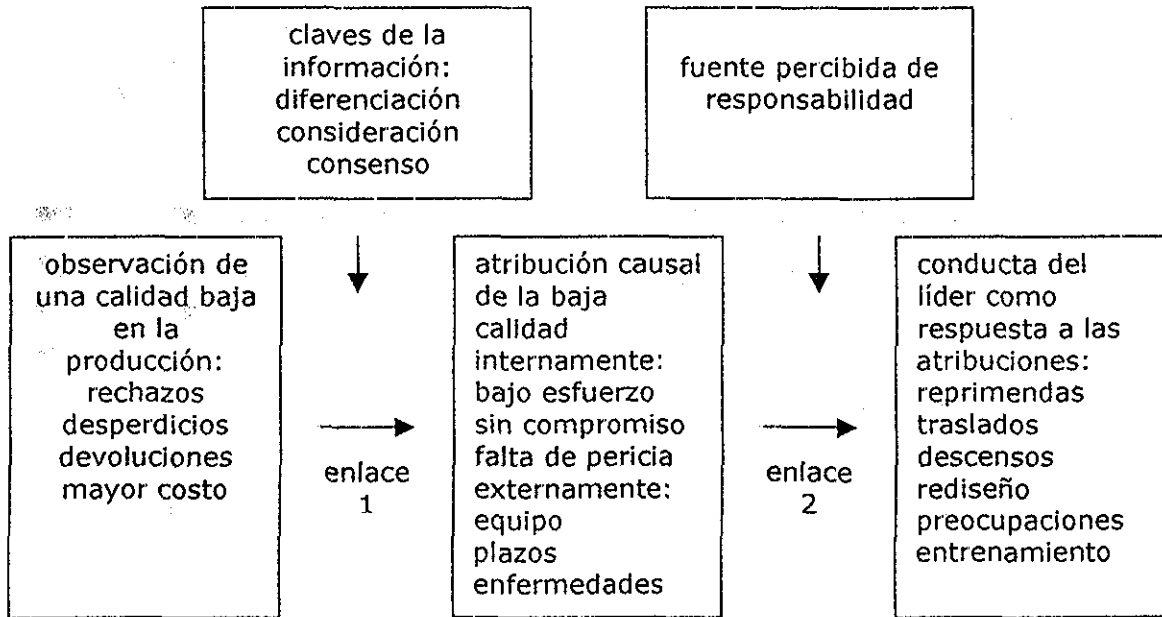 claves de la
información:
diferenciación
consideración
consenso
fuente percibida de
responsabilidad
observación de
una calidad baja
en la
producción:
rechazos
desperdicios
devoluciones
mayor costo
enlace
1
atribución causal
de la baja
calidad
internamente:
bajo esfuerzo
sin compromiso
falta de pericia
externamente:
equipo
plazos
enfermedades
enlace
2
conducta del
líder como
respuesta a las
atribuciones:
reprimendas
traslados
descensos
rediseño
preocupaciones
entrenamiento